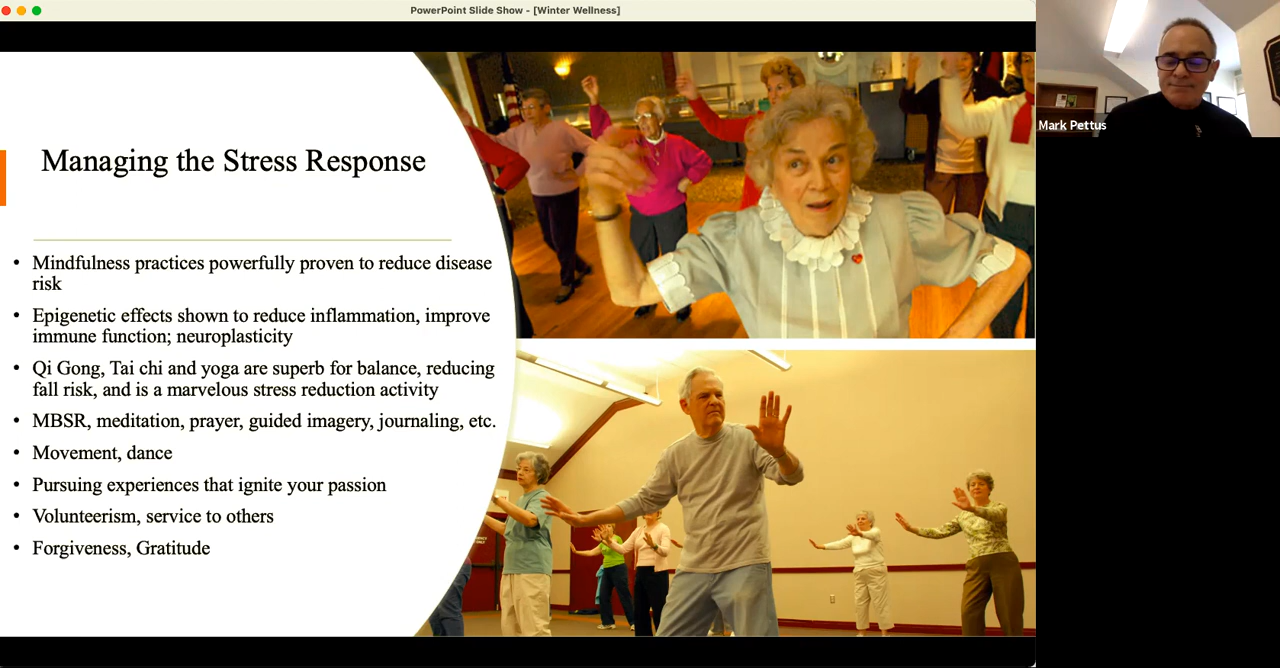 PowerPoint Slide Show - [Winter Wellness]
Managing the Stress Response
• Mindfulness practices powerfully proven to reduce disease
risk
• Epigenetic effects shown to reduce inflammation, improve
immune function; neuroplasticity
• Qi Gong, Tai chi and yoga are superb for balance, reducing
fall risk, and is a marvelous stress reduction activity
• MBSR, meditation, prayer, guided imagery, journaling, etc.
• Movement, dance
• Pursuing experiences that ignite your passion
• Volunteerism, service to others
• Forgiveness, Gratitude
Mark Pettus